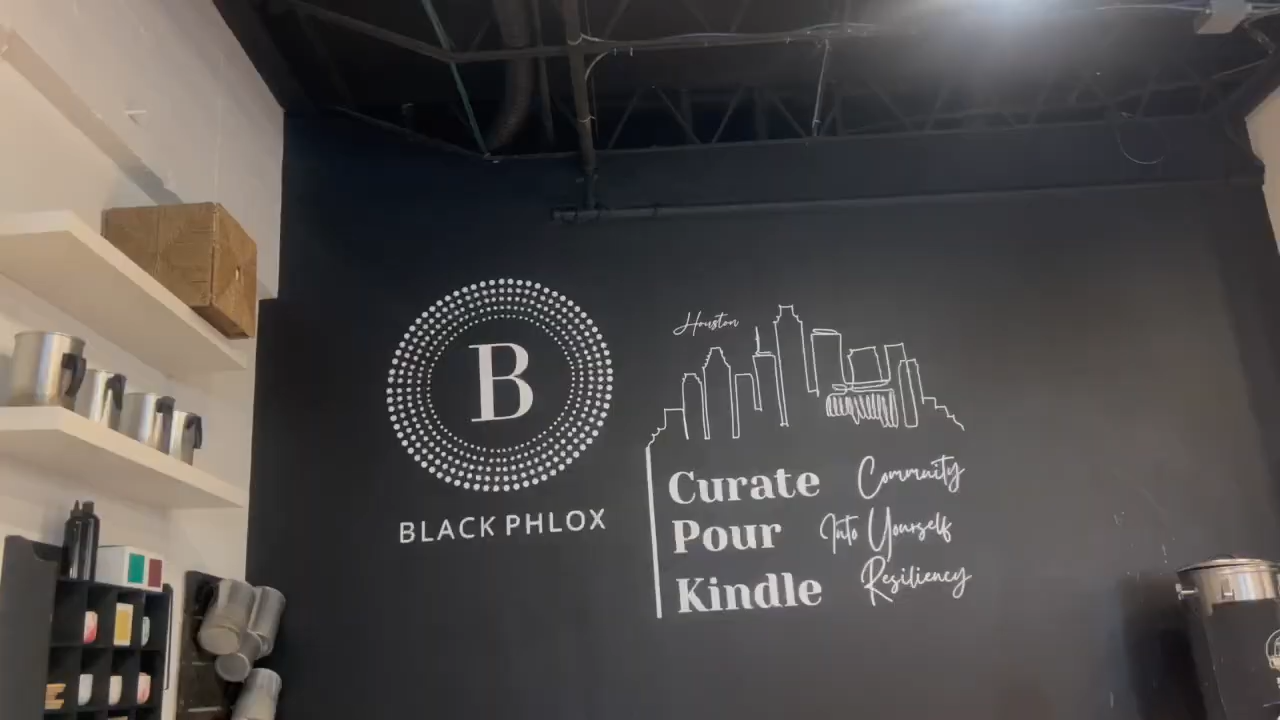 B
BLACK PHLOX
Houston
Curate Community
Pour Into Yourself
Kindle Resiliency